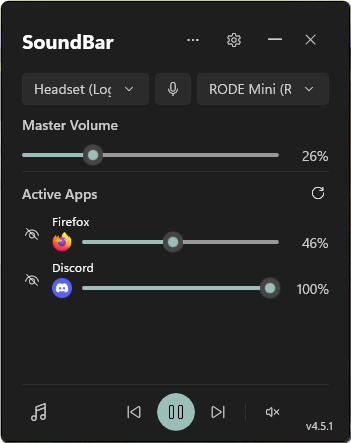 SoundBar
Headset (Log
RODE Mini (R
Master Volume
26%
Active Apps
Firefox
46%
Discord
100%
v4.5.1